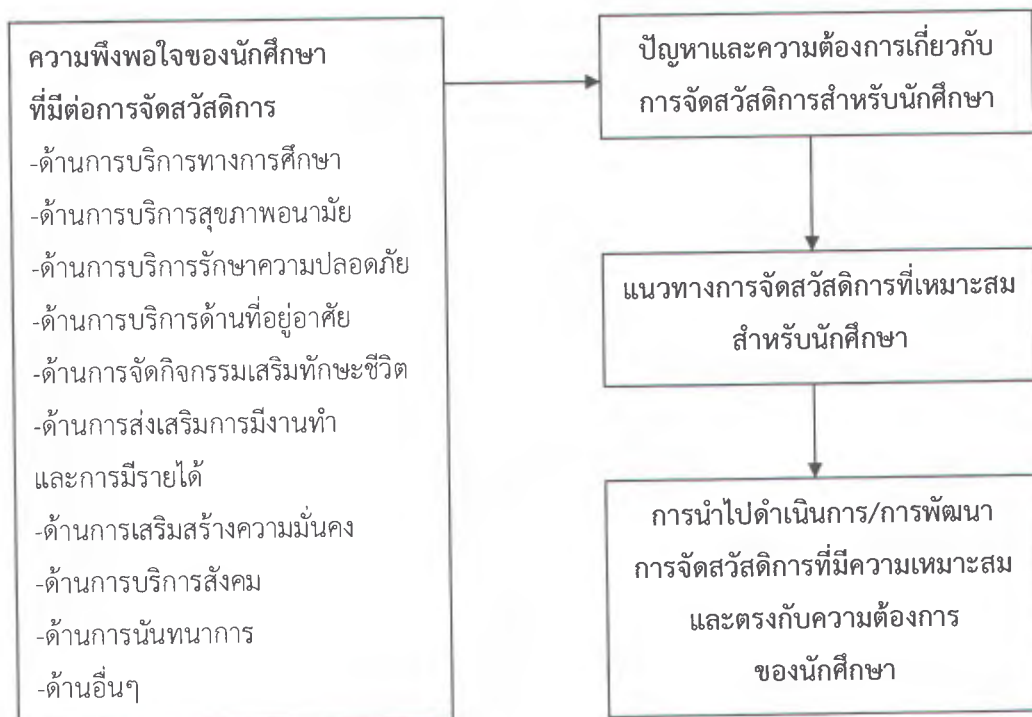 ความพึงพอใจของนักศึกษา
ที่มีต่อการจัดสวัสดิการ
-ด้านการบริการทางการศึกษา
-ด้านการบริการสุขภาพอนามัย
-ด้านการบริการรักษาความปลอดภัย
-ด้านการบริการด้านที่อยู่อาศัย
-ด้านการจัดกิจกรรมเสริมทักษะชีวิต
-ด้านการส่งเสริมการมีงานทำ
และการมีรายได้
-ด้านการเสริมสร้างความมั่นคง
-ด้านการบริการสังคม
-ด้านการนันทนาการ
-ด้านอื่นๆ
ปัญหาและความต้องการเกี่ยวกับ
การจัดสวัสดิการสำหรับนักศึกษา
แนวทางการจัดสวัสดิการที่เหมาะสม
สำหรับนักศึกษา
การนำไปดำเนินการ/การพัฒนา
การจัดสวัสดิการที่มีความเหมาะสม
และตรงกับความต้องการ
ของนักศึกษา